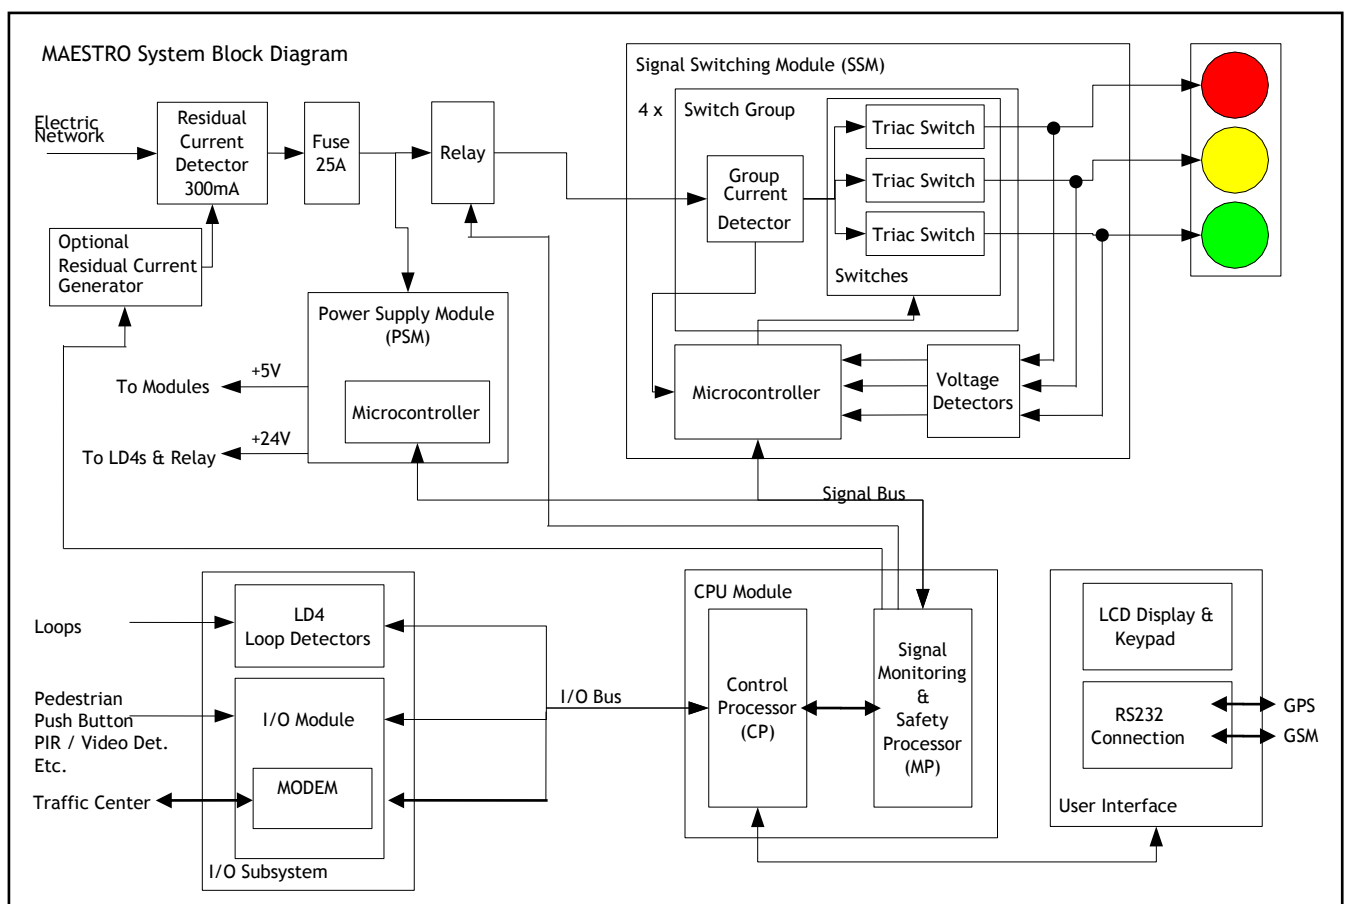 MAESTRO System Block Diagram
Electric
Network
Residual
Current
Detector
300mA
Fuse
25A
Relay
Signal Switching Module (SSM)
4 x
Switch Group
Triac Switch
Triac Switch
Triac Switch
Group
Current
Detector
Switches
Optional
Residual Current
Generator
Power Supply Module
(PSM)
+5V
To Modules
Microcontroller
+24V
To LD4s & Relay
Microcontroller
Voltage
Detectors
Signal Bus
Loops
LD4
Loop Detectors
Pedestrian
Push Button
PIR / Video Det.
Etc.
I/O Module
MODEM
Traffic Center
I/O Subsystem
I/O Bus
CPU Module
Control
Processor
(CP)
Signal
Monitoring
&
Safety
Processor
(MP)
LCD Display &
Keypad
RS232
Connection
GPS
GSM
User Interface